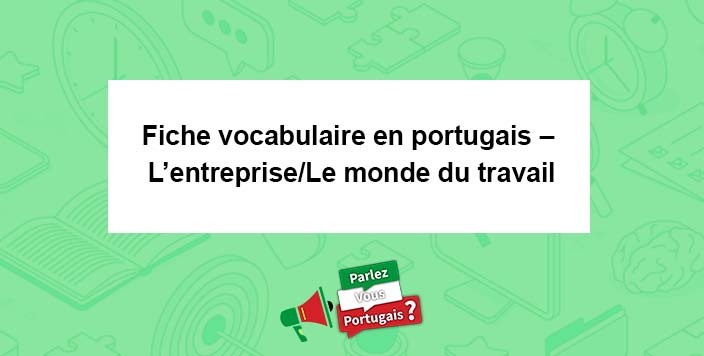 Fiche vocabulaire en portugais –
L’entreprise/Le monde du travail
Parlez
Vous
Portugais ?